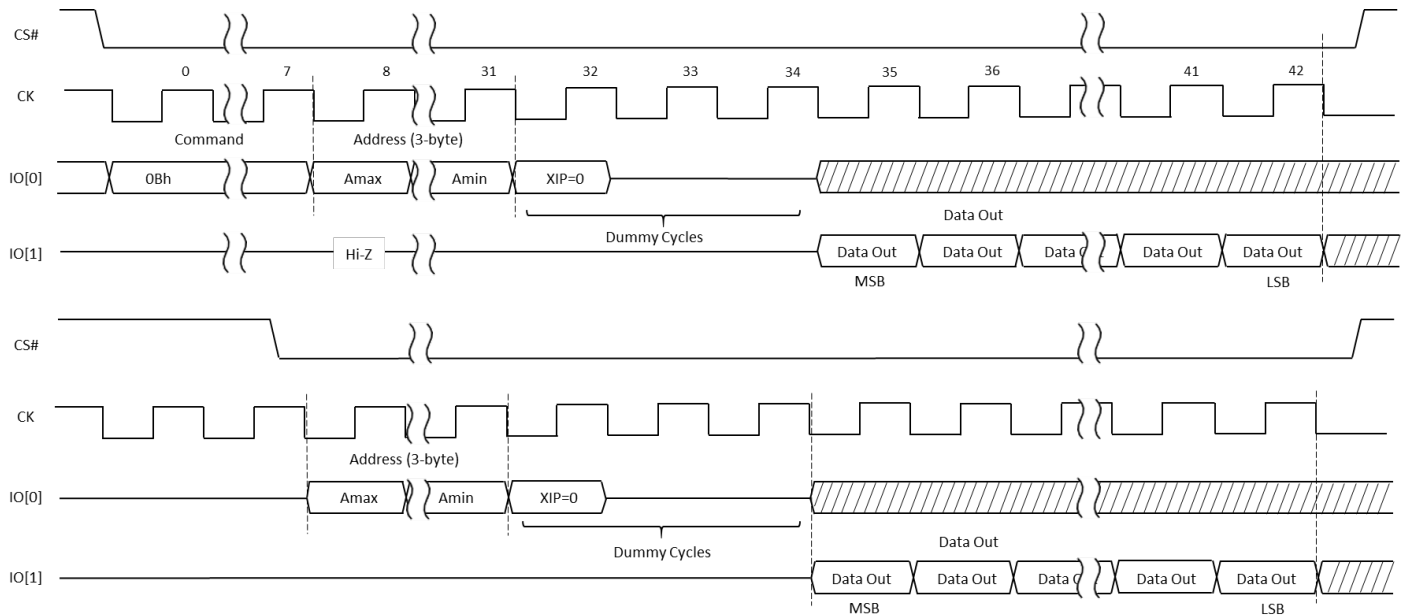 CS#
0 7 8 31 32 33 34 35 36 41 42
CK
Command Address (3-byte)
IO[0] 0Bh Amax Amin XIP=0
Data Out
Dummy Cycles
IO[1] Hi-Z Data Out Data Out Data Out Data Out
MSB LSB
CS#
CK
Address (3-byte)
IO[0] Amax Amin XIP=0
Data Out
Dummy Cycles
IO[1] Data Out Data Out Data Out Data Out
MSB LSB